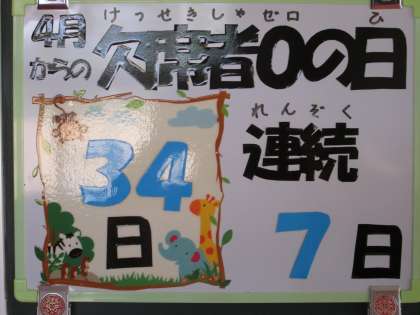 けっせきしゃゼロ ひ
4月からの欠席者0の日
34日
れんぞく
連続
7日